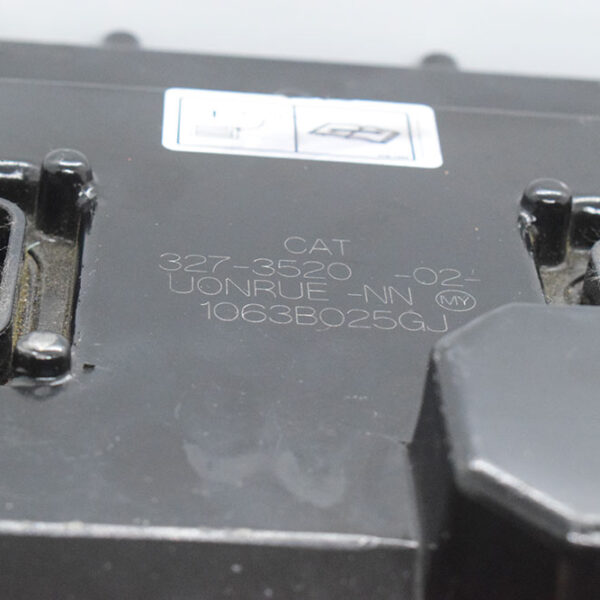 CAT
327-3520 -02-
UONRUE -NN MY
1063B025GJ